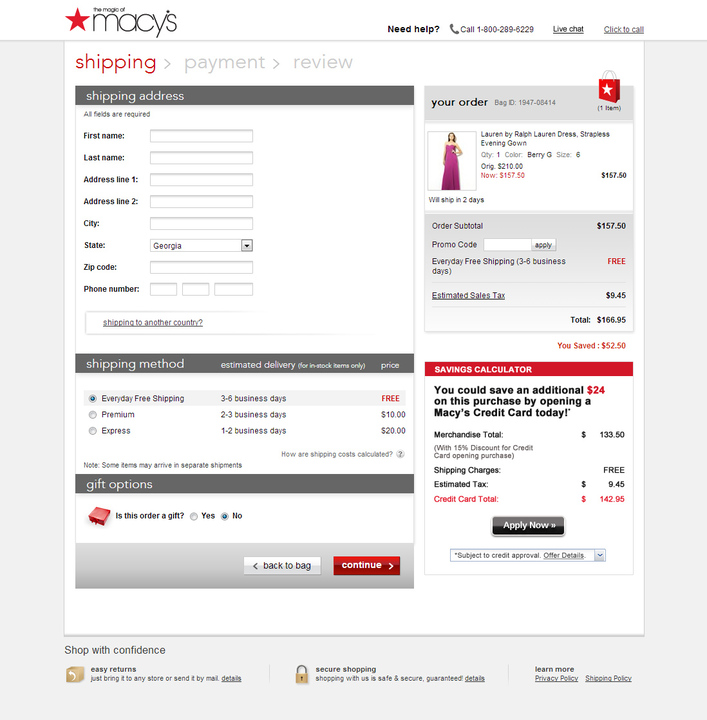 the magic of
macy's
Need help? Call 1-800-289-6229 Live chat Click to call
shipping > payment > review
shipping address
All fields are required
First name:
Last name:
Address line 1:
Address line 2:
City:
State: Georgia
Zip code:
Phone number:
shipping to another country?
shipping method estimated delivery (for in-stock items only) price
Everyday Free Shipping 3-6 business days FREE
Premium 2-3 business days $10.00
Express 1-2 business days $20.00
How are shipping costs calculated? ?
Note: Some items may arrive in separate shipments
gift options
Is this order a gift? Yes No
< back to bag continue >
your order Bag ID: 1947-08414
(1 Item)
Lauren by Ralph Lauren Dress, Strapless
Evening Gown
Qty: 1 Color: Berry G Size: 6
Orig. $210.00
Now: $157.50 $157.50
Will ship in 2 days
Order Subtotal $157.50
Promo Code apply
Everyday Free Shipping (3-6 business
days) FREE
Estimated Sales Tax $9.45
Total: $166.95
You Saved : $52.50
SAVINGS CALCULATOR
You could save an additional $24
on this purchase by opening a
Macy's Credit Card today!*
Merchandise Total: $ 133.50
(With 15% Discount for Credit
Card opening purchase)
Shipping Charges: FREE
Estimated Tax: $ 9.45
Credit Card Total: $ 142.95
Apply Now »
*Subject to credit approval. Offer Details.
Shop with confidence
easy returns
just bring it to any store or send it by mail. details
secure shopping
shopping with us is safe & secure, guaranteed! details
learn more
Privacy Policy Shipping Policy